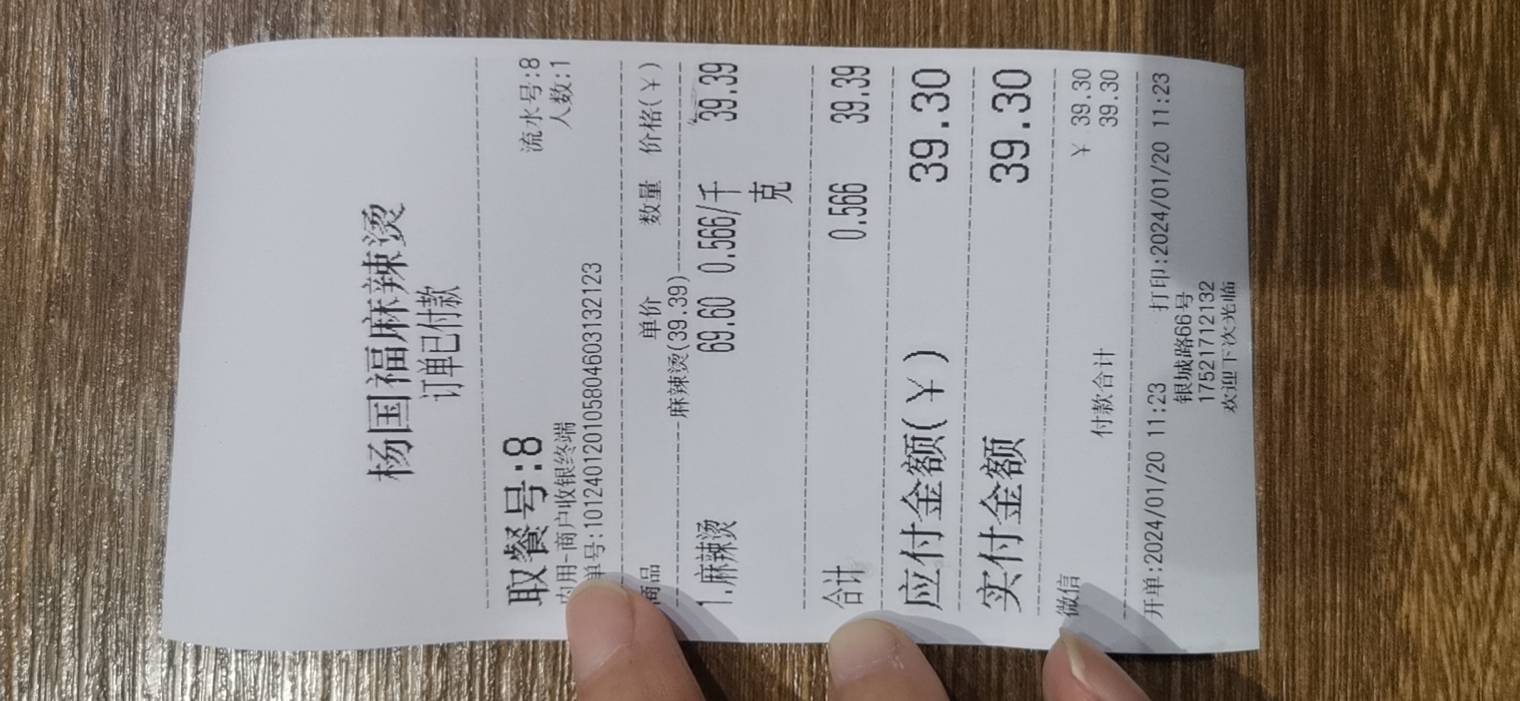 杨国福麻辣烫
订单已付款
取餐号:8 流水号:8
内用-商户收银终端 人数:1
单号:101240120105804603132123
商品 单价 数量 价格(¥)
麻辣烫(39.39)
1.麻辣烫 69.60 0.566/千克 39.39
合计 0.566 39.39
应付金额(¥) 39.30
实付金额 39.30
微信 ¥ 39.30
付款合计 39.30
开单:2024/01/20 11:23 打印:2024/01/20 11:23
银城路66号
17521712132
欢迎下次光临